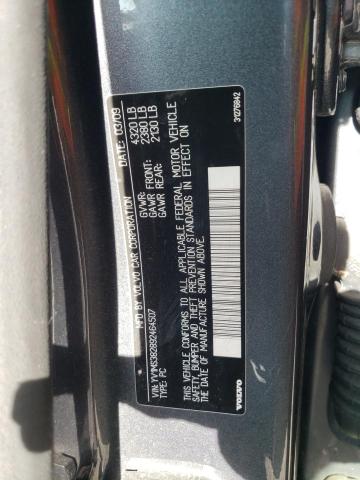 MFD BY VOLVO CAR CORPORATION
DATE: 03/09
GVWR: 4320 LB
GAWR FRONT: 2380 LB
GAWR REAR: 2130 LB
VIN: YV1MS382892464507
TYPE: PC
THIS VEHICLE CONFORMS TO ALL APPLICABLE FEDERAL MOTOR VEHICLE
SAFETY, BUMPER AND THEFT PREVENTION STANDARDS IN EFFECT ON
THE DATE OF MANUFACTURE SHOWN ABOVE.
VOLVO
31276942